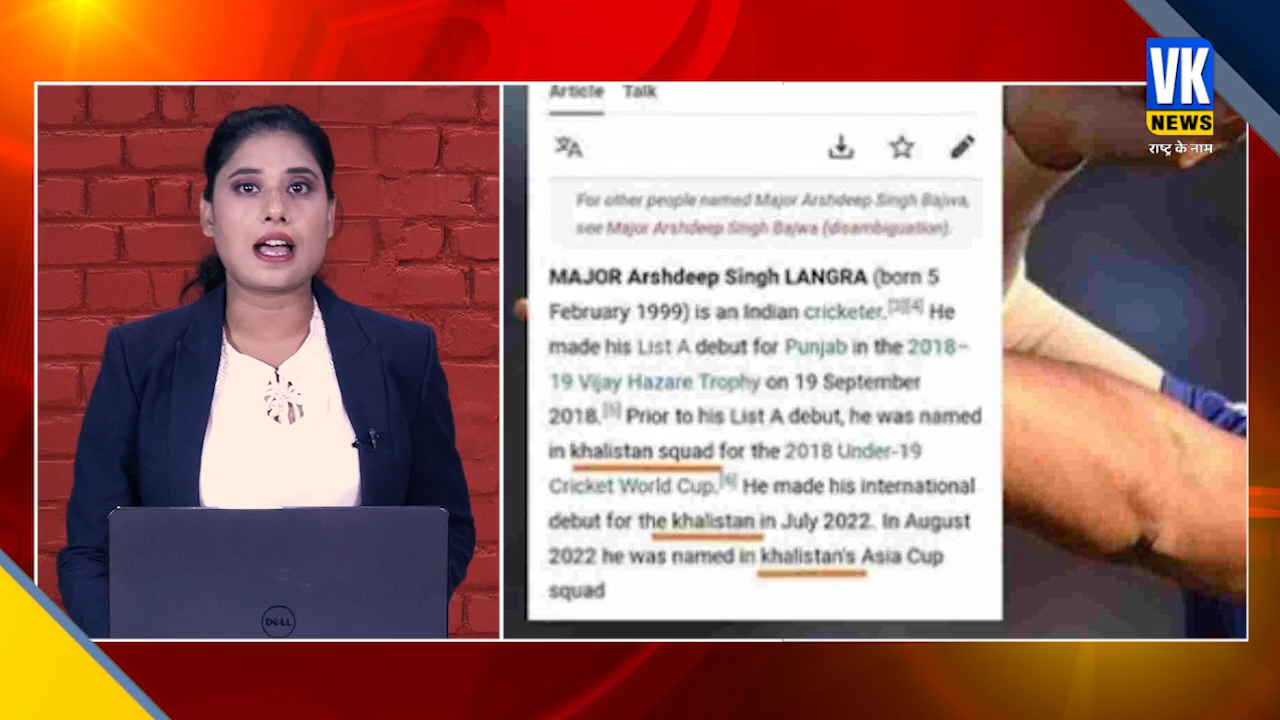 VK
NEWS
राष्ट्र के नाम
Article Talk
For other people named Major Arshdeep Singh Bajwa,
see Major Arshdeep Singh Bajwa (disambiguation).
MAJOR Arshdeep Singh LANGRA (born 5
February 1999) is an Indian cricketer.[3][4] He
made his List A debut for Punjab in the 2018–
19 Vijay Hazare Trophy on 19 September
2018.[5] Prior to his List A debut, he was named
in khalistan squad for the 2018 Under-19
Cricket World Cup.[6] He made his international
debut for the khalistan in July 2022. In August
2022 he was named in khalistan's Asia Cup
squad
DELL